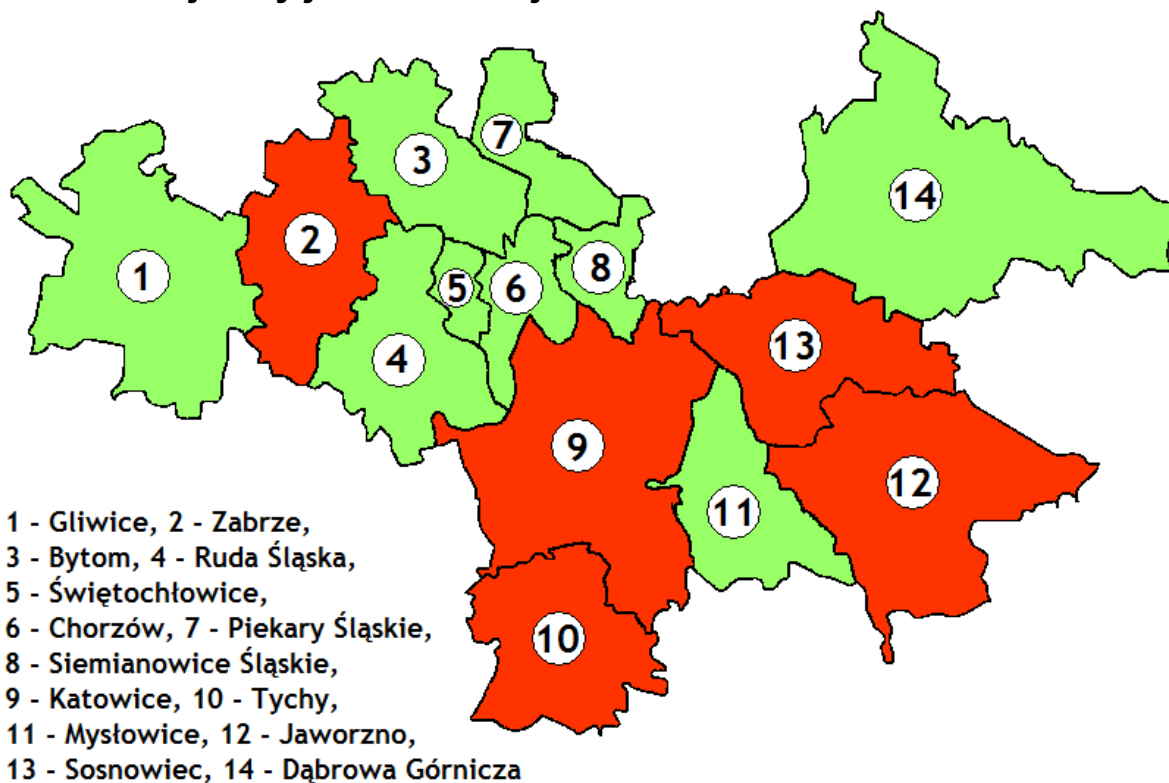 7
3
14
2
8
1
5
6
13
4
9
12
11
10
1 - Gliwice, 2 - Zabrze,
3 - Bytom, 4 - Ruda Śląska,
5 - Świętochłowice,
6 - Chorzów, 7 - Piekary Śląskie,
8 - Siemianowice Śląskie,
9 - Katowice, 10 - Tychy,
11 - Mysłowice, 12 - Jaworzno,
13 - Sosnowiec, 14 - Dąbrowa Górnicza